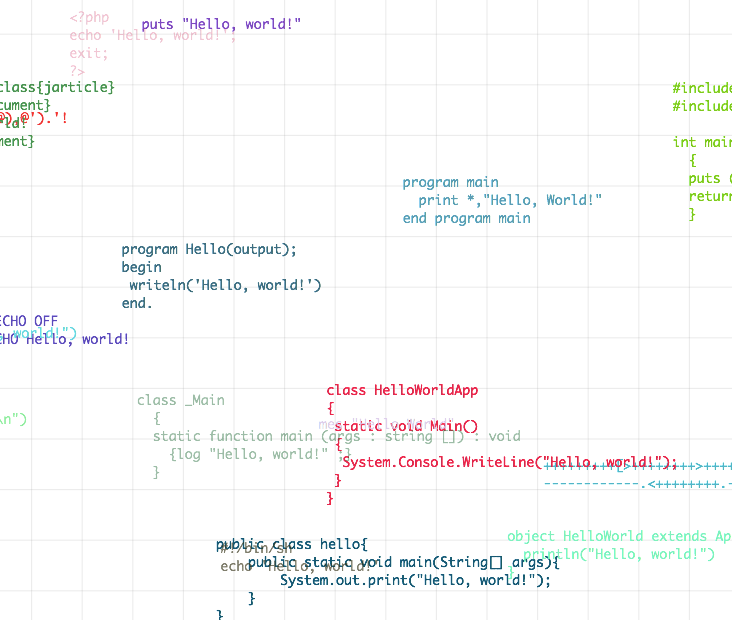 <?php
echo 'Hello, world!';
exit;
?>
puts "Hello, world!"
class{jarticle}
cument}
ment}
#include
#include
int main
{
puts (
return
}
program main
print *,"Hello, World!"
end program main
program Hello(output);
begin
writeln('Hello, world!')
end.
ECHO OFF
world!")
HO Hello, world!
\n")
class _Main
{
static function main (args : string []) : void
{log "Hello, world!" ;}
}
class HelloWorldApp
{
static void Main()
{
System.Console.WriteLine("Hello, world!");
}
}
------------.<++++++++.-
object HelloWorld extends Ap
println("Hello, world!")
}
#!/bin/sh
echo 'Hello, world!'
public class hello{
public static void main(String[] args){
System.out.print("Hello, world!");
}
}